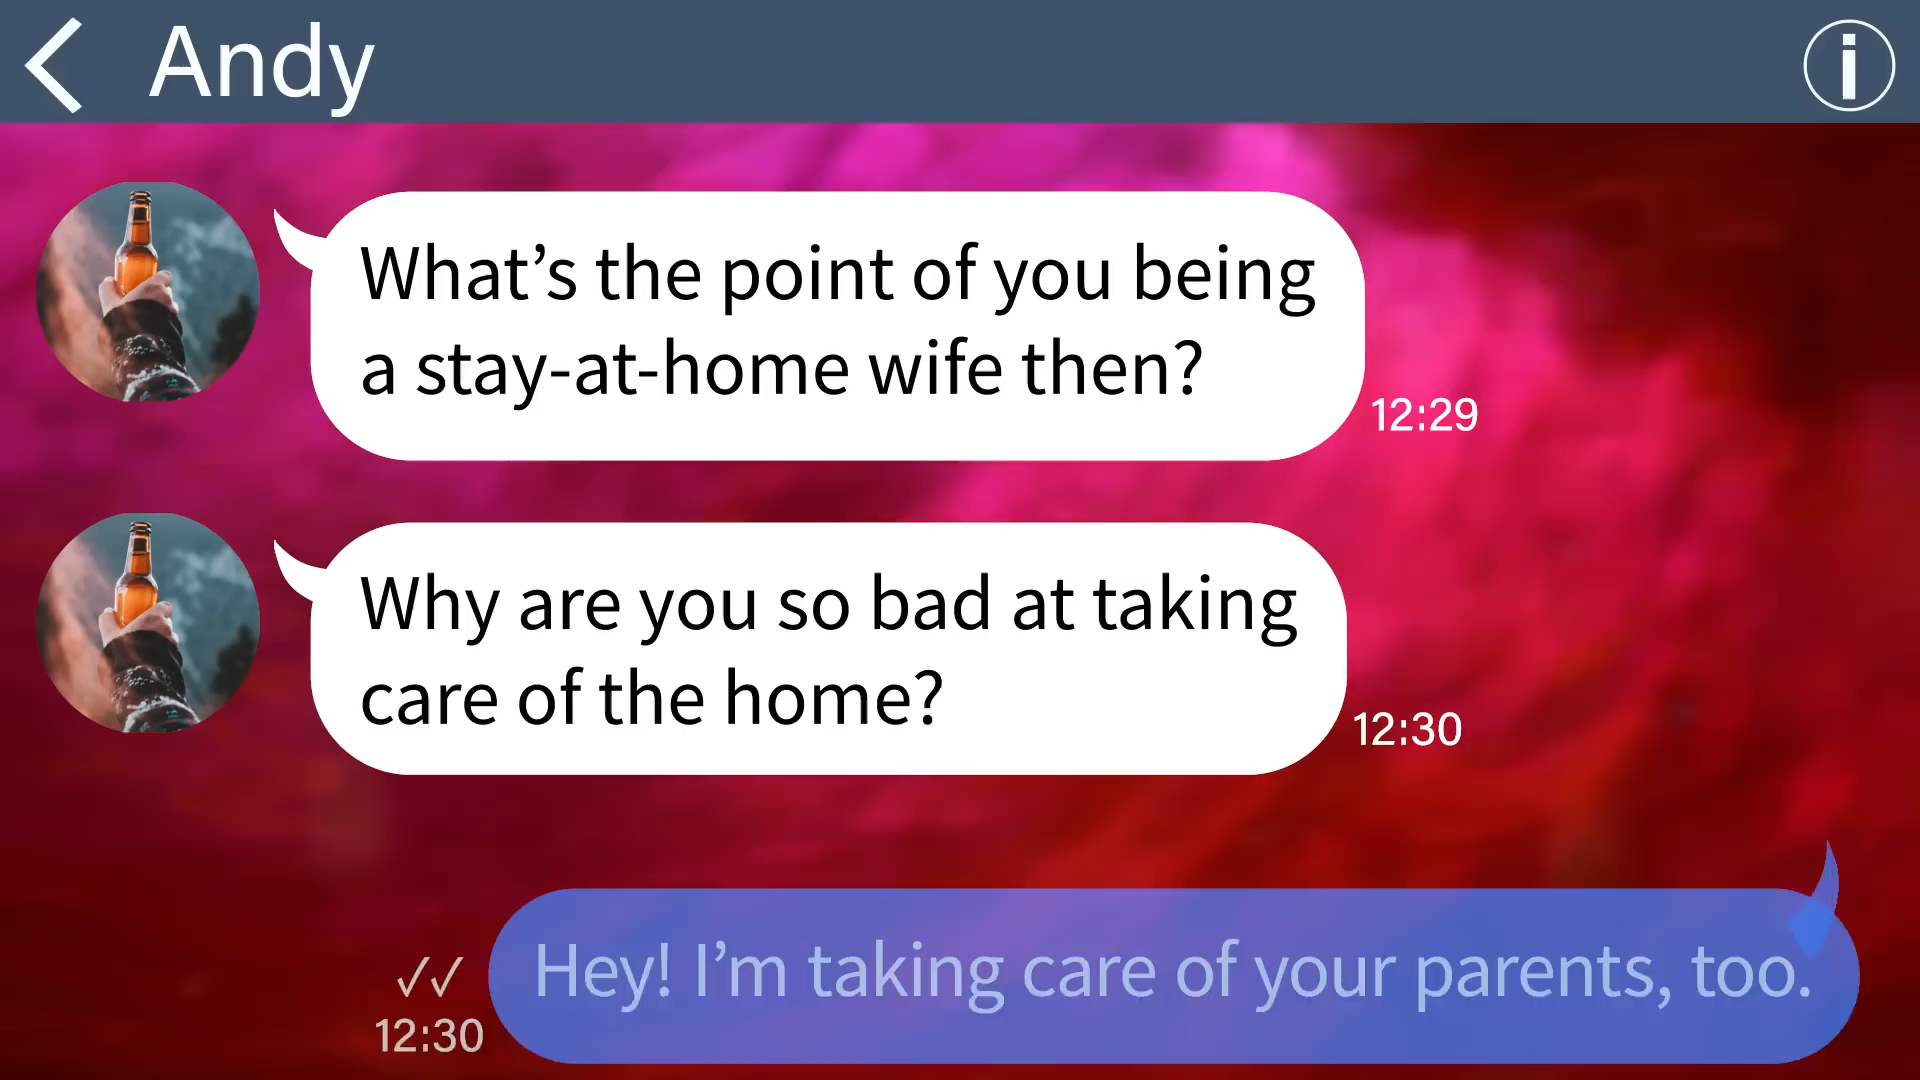 Andy
What’s the point of you being
a stay-at-home wife then?
12:29
Why are you so bad at taking
care of the home?
12:30
Hey! I’m taking care of your parents, too.
12:30